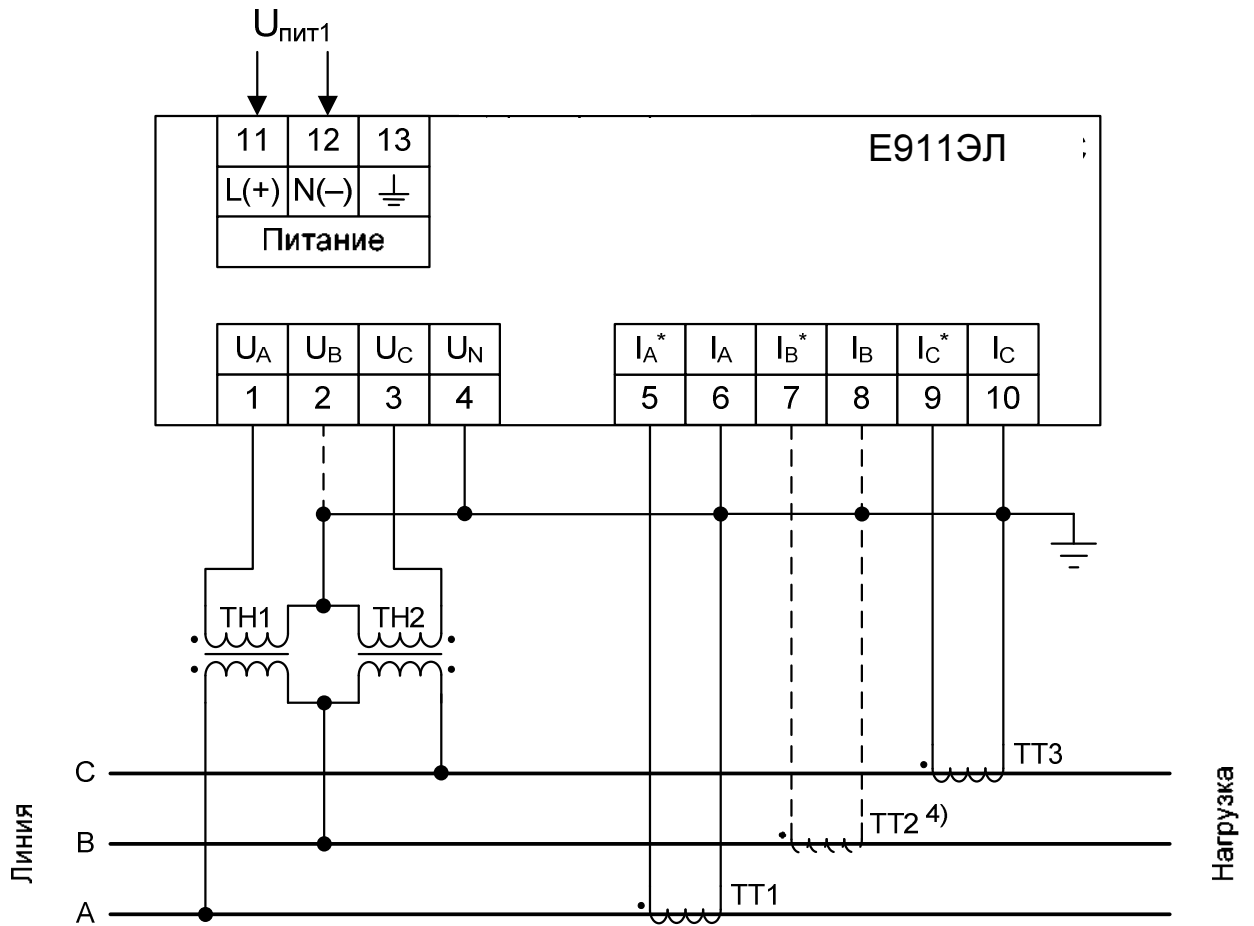 Uпит1
11 12 13
E911ЭЛ
L(+) N(–)
Питание
UA UB UC UN
1 2 3 4
IA* IA IB* IB IC* IC
5 6 7 8 9 10
ТН1 ТН2
C
ТТ3
B
ТТ2 4)
A
ТТ1
Линия
Нагрузка